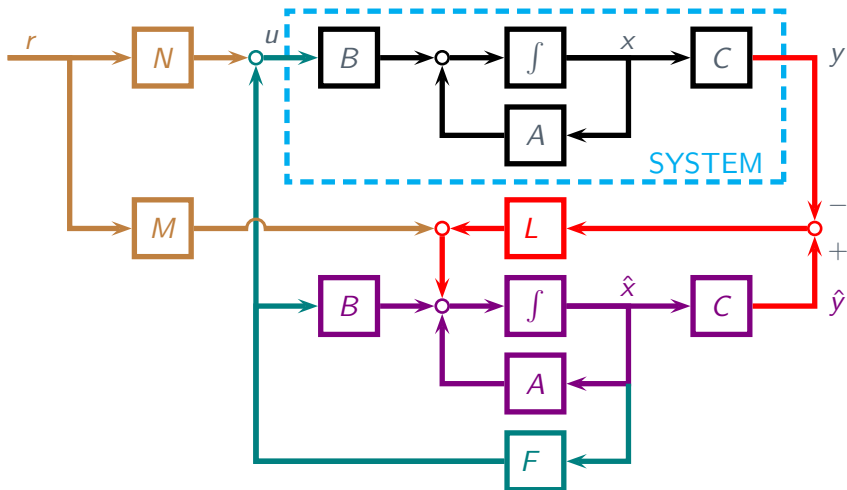 r N u B ∫ x C y
A
SYSTEM
−
M L
+
B ∫ x̂ C ŷ
A
F